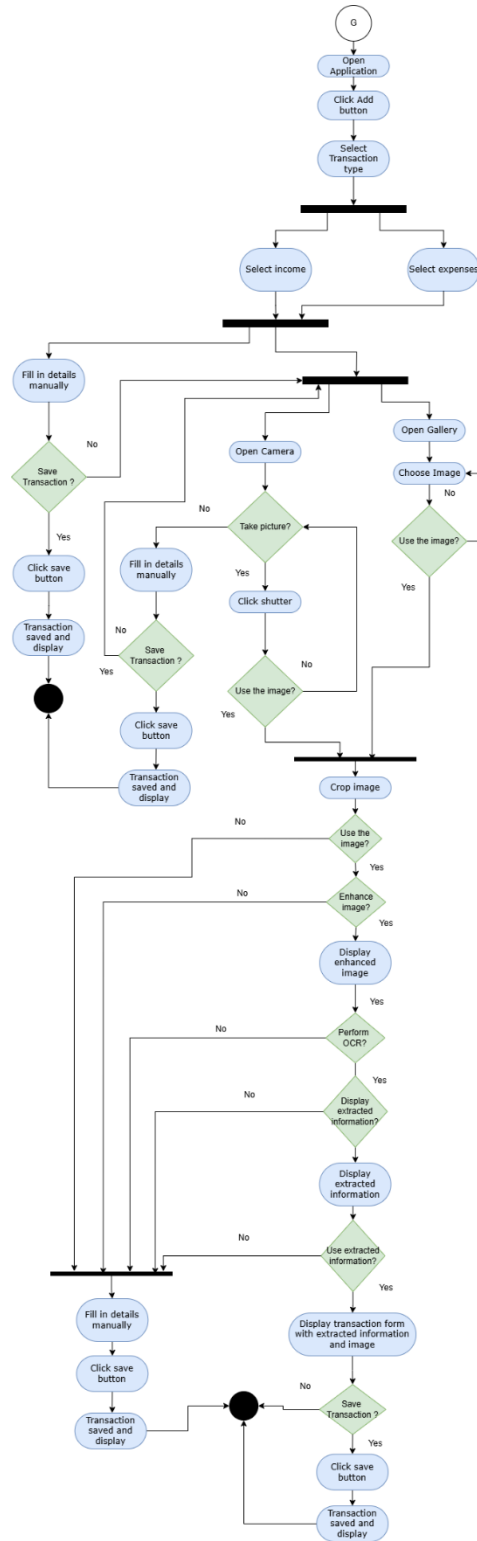 G
Open
Application
Click Add
button
Select
Transaction
type
Select income
Select expenses
Fill in details
manually
No
Save
Transaction ?
Yes
Click save
button
Transaction
saved and
display
Open Camera
Open Gallery
Choose Image
No
Use the image?
Yes
No
Take picture?
Yes
Fill in details
manually
Click shutter
No
Save
Transaction ?
Yes
Use the image?
No
Yes
Click save
button
Transaction
saved and
display
Crop image
No
Use the
image?
Yes
No
Enhance
image?
Yes
Display
enhanced
image
Yes
No
Perform
OCR?
Yes
No
Display
extracted
information?
Display
extracted
information
No
Use extracted
information?
Yes
Fill in details
manually
Click save
button
Transaction
saved and
display
Display transaction form
with extracted information
and image
No
Save
Transaction ?
Yes
Click save
button
Transaction
saved and
display